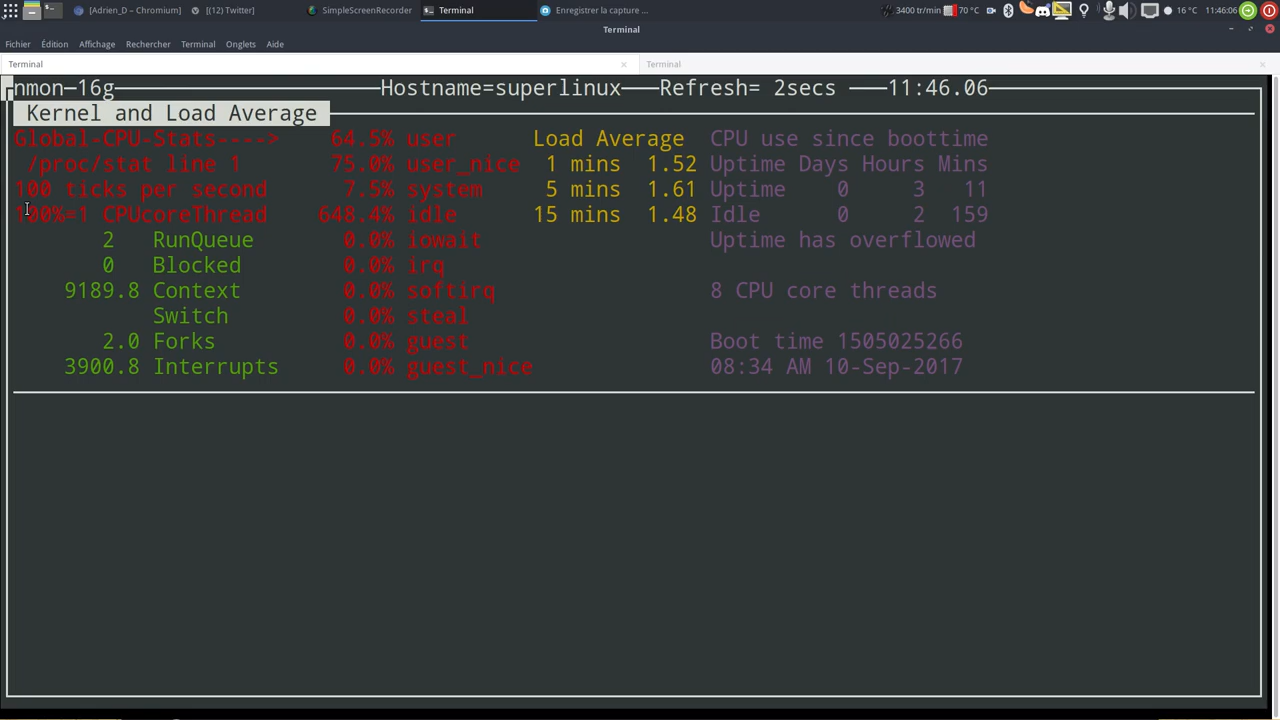 [Adrien_D – Chromium]
[(12) Twitter]
SimpleScreenRecorder
Terminal
Enregistrer la capture ...
3400 tr/min
70 °C
16 °C
11:46:06
Terminal
Fichier Édition Affichage Rechercher Terminal Onglets Aide
Terminal
Terminal
nmon-16g Hostname=superlinux Refresh= 2secs 11:46.06
Kernel and Load Average
Global-CPU-Stats----> 64.5% user Load Average CPU use since boottime
/proc/stat line 1 75.0% user_nice 1 mins 1.52 Uptime Days Hours Mins
100 ticks per second 7.5% system 5 mins 1.61 Uptime 0 3 11
100%=1 CPUcoreThread 648.4% idle 15 mins 1.48 Idle 0 2 159
2 RunQueue 0.0% iowait Uptime has overflowed
0 Blocked 0.0% irq
9189.8 Context 0.0% softirq 8 CPU core threads
Switch 0.0% steal
2.0 Forks 0.0% guest Boot time 1505025266
3900.8 Interrupts 0.0% guest_nice 08:34 AM 10-Sep-2017